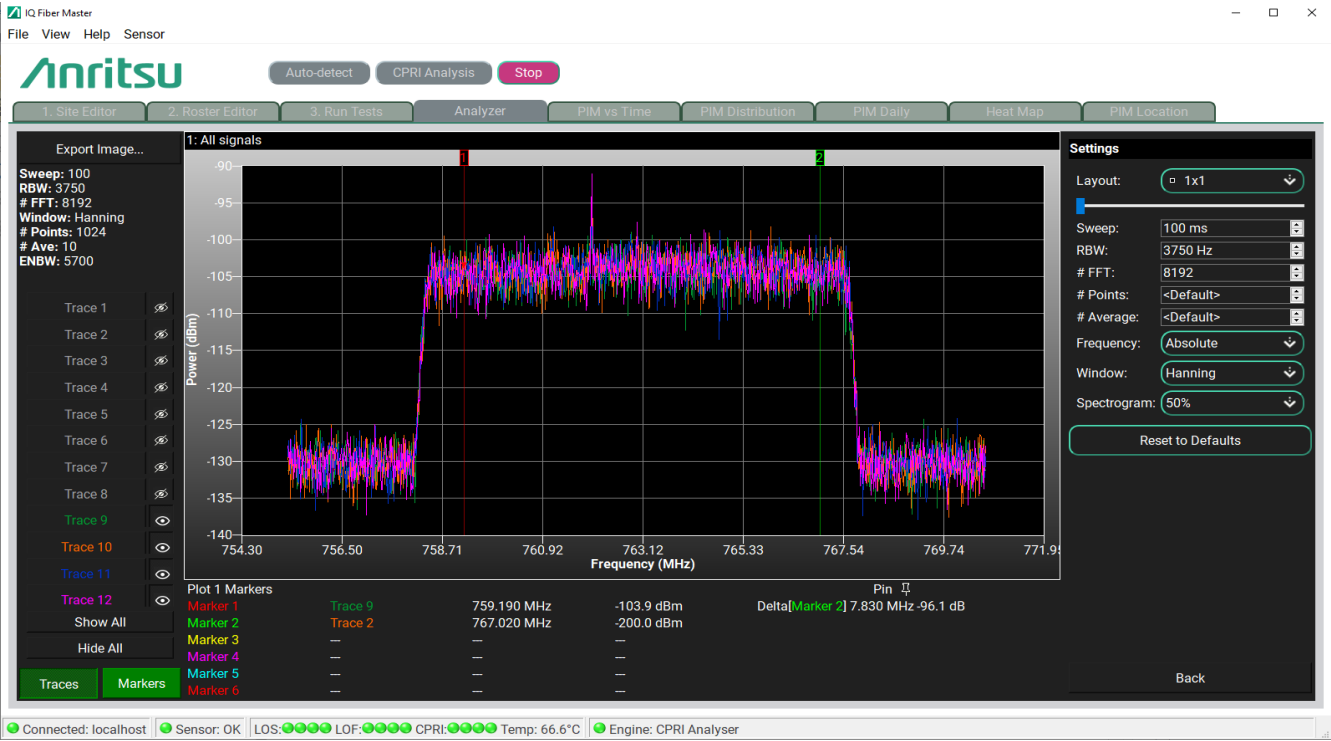 IQ Fiber Master
File View Help Sensor
Anritsu
Auto-detect CPRI Analysis Stop
1. Site Editor 2. Roster Editor 3. Run Tests Analyzer PIM vs Time PIM Distribution PIM Daily Heat Map PIM Location
Export Image...
Sweep: 100
RBW: 3750
# FFT: 8192
Window: Hanning
# Points: 1024
# Ave: 10
ENBW: 5700
Trace 1
Trace 2
Trace 3
Trace 4
Trace 5
Trace 6
Trace 7
Trace 8
Trace 9
Trace 10
Trace 11
Trace 12
Show All
Hide All
Traces Markers
1: All signals
1 2
Power (dBm)
-90
-95
-100
-105
-110
-115
-120
-125
-130
-135
-140
754.30 756.50 758.71 760.92 763.12 765.33 767.54 769.74 771.95
Frequency (MHz)
Plot 1 Markers Pin
Marker 1 Trace 9 759.190 MHz -103.9 dBm Delta[Marker 2] 7.830 MHz -96.1 dB
Marker 2 Trace 2 767.020 MHz -200.0 dBm
Marker 3 --- --- ---
Marker 4 --- --- ---
Marker 5 --- --- ---
Marker 6 --- --- ---
Settings
Layout: 1x1
Sweep: 100 ms
RBW: 3750 Hz
# FFT: 8192
# Points: <Default>
# Average: <Default>
Frequency: Absolute
Window: Hanning
Spectrogram: 50%
Reset to Defaults
Back
Connected: localhost Sensor: OK LOS: LOF: CPRI: Temp: 66.6°C Engine: CPRI Analyser